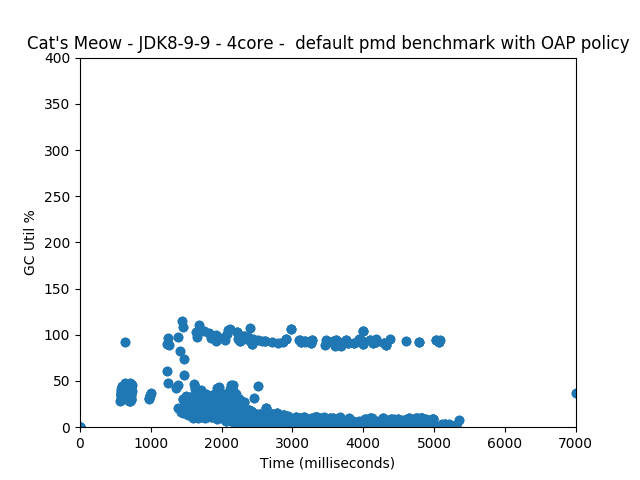 Cat's Meow - JDK8-9-9 - 4core -  default pmd benchmark with OAP policy
400
350
300
250
200
150
100
50
0
GC Util %
0 1000 2000 3000 4000 5000 6000 7000
Time (milliseconds)